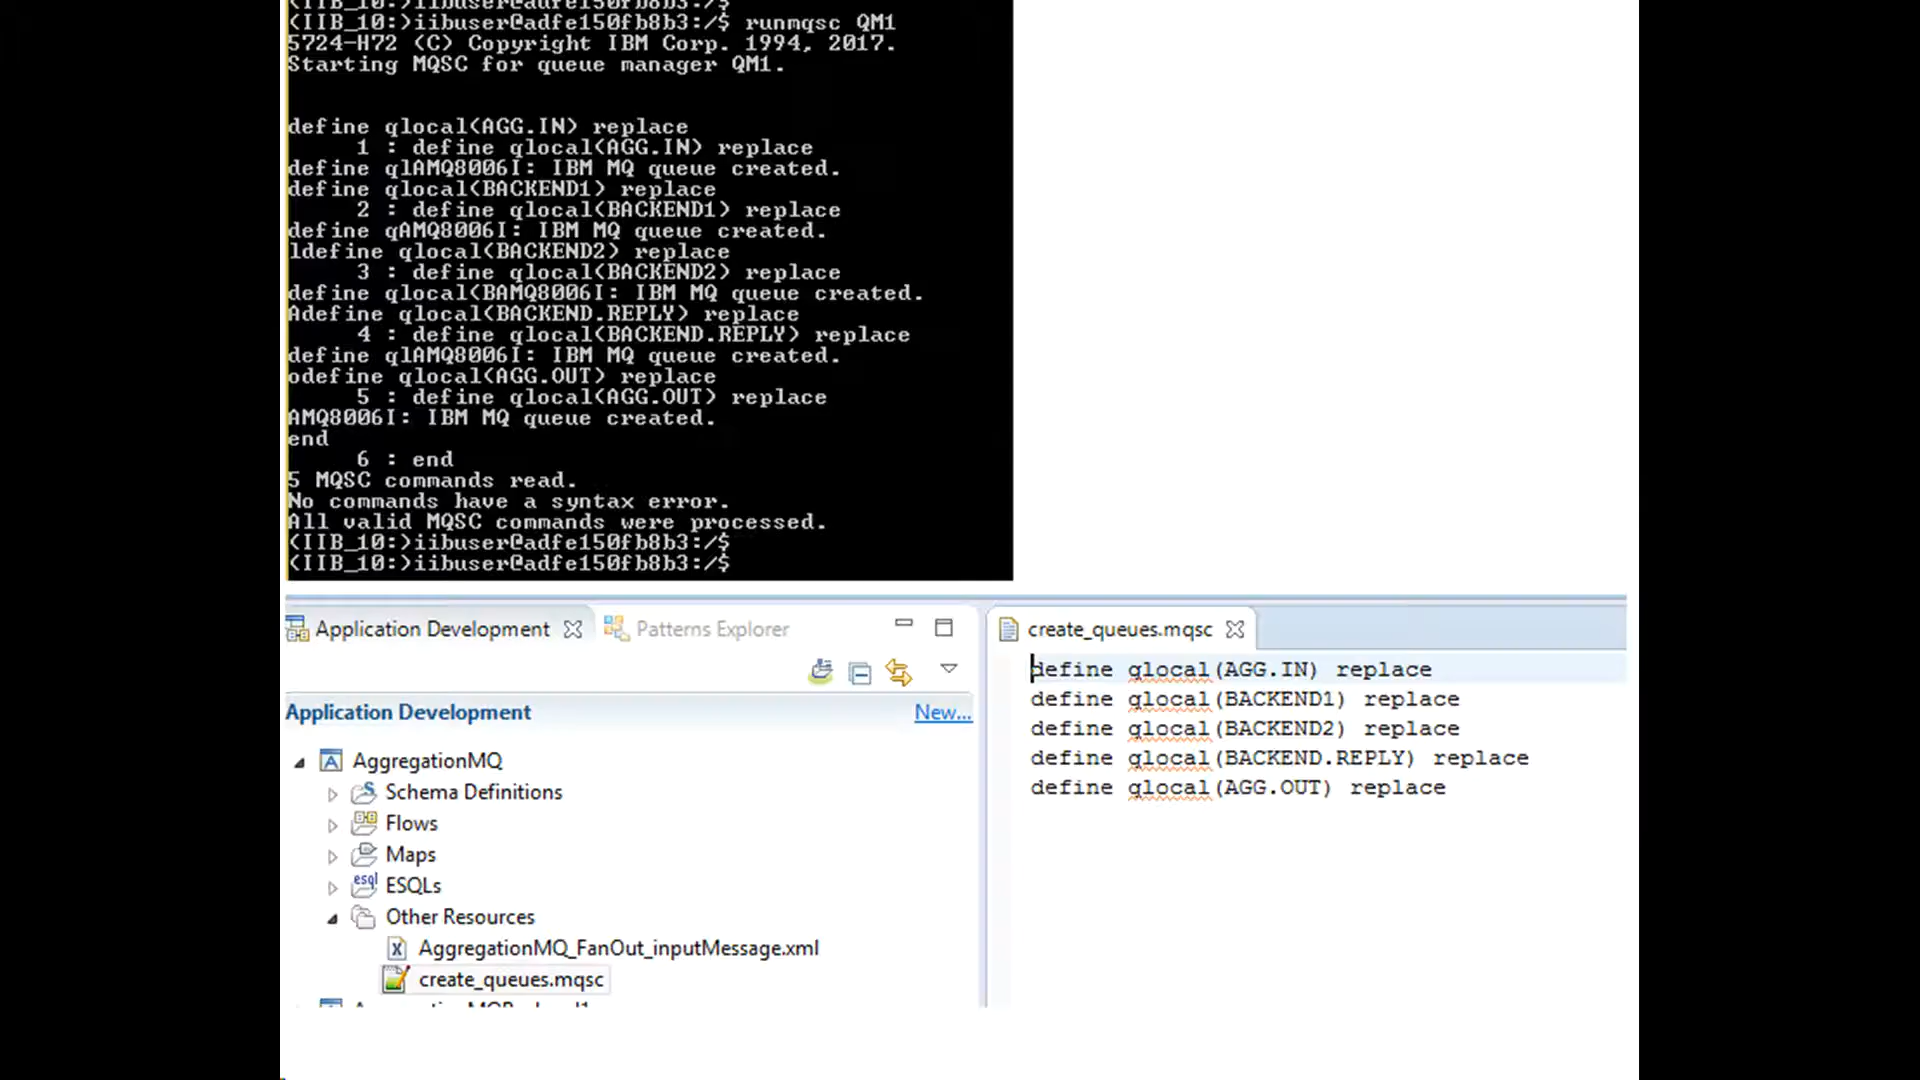 (IIB_10:)iibuser@adfe150fb8b3:/$
(IIB_10:)iibuser@adfe150fb8b3:/$ runmqsc QM1
5724-H72 (C) Copyright IBM Corp. 1994, 2017.
Starting MQSC for queue manager QM1.
define qlocal(AGG.IN) replace
1 : define qlocal(AGG.IN) replace
define qlAMQ8006I: IBM MQ queue created.
define qlocal(BACKEND1) replace
2 : define qlocal(BACKEND1) replace
define qAMQ8006I: IBM MQ queue created.
ldefine qlocal(BACKEND2) replace
3 : define qlocal(BACKEND2) replace
define qlocal(BAMQ8006I: IBM MQ queue created.
Adefine qlocal(BACKEND.REPLY) replace
4 : define qlocal(BACKEND.REPLY) replace
define qlAMQ8006I: IBM MQ queue created.
odefine qlocal(AGG.OUT) replace
5 : define qlocal(AGG.OUT) replace
AMQ8006I: IBM MQ queue created.
end
6 : end
5 MQSC commands read.
No commands have a syntax error.
All valid MQSC commands were processed.
(IIB_10:)iibuser@adfe150fb8b3:/$
(IIB_10:)iibuser@adfe150fb8b3:/$
Application Development
Patterns Explorer
Application Development
New...
AggregationMQ
Schema Definitions
Flows
Maps
ESQLs
Other Resources
AggregationMQ_FanOut_inputMessage.xml
create_queues.mqsc
create_queues.mqsc
define qlocal(AGG.IN) replace
define qlocal(BACKEND1) replace
define qlocal(BACKEND2) replace
define qlocal(BACKEND.REPLY) replace
define qlocal(AGG.OUT) replace